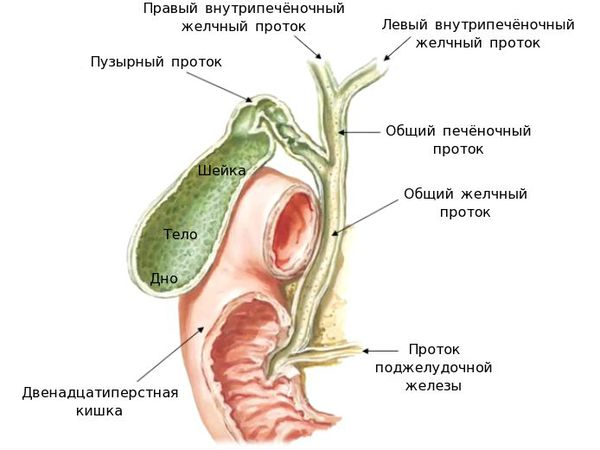 Правый внутрипечёночный
желчный проток
Левый внутрипечёночный
желчный проток
Пузырный проток
Общий печёночный
проток
Шейка
Общий желчный
проток
Тело
Дно
Проток
поджелудочной
железы
Двенадцатиперстная
кишка